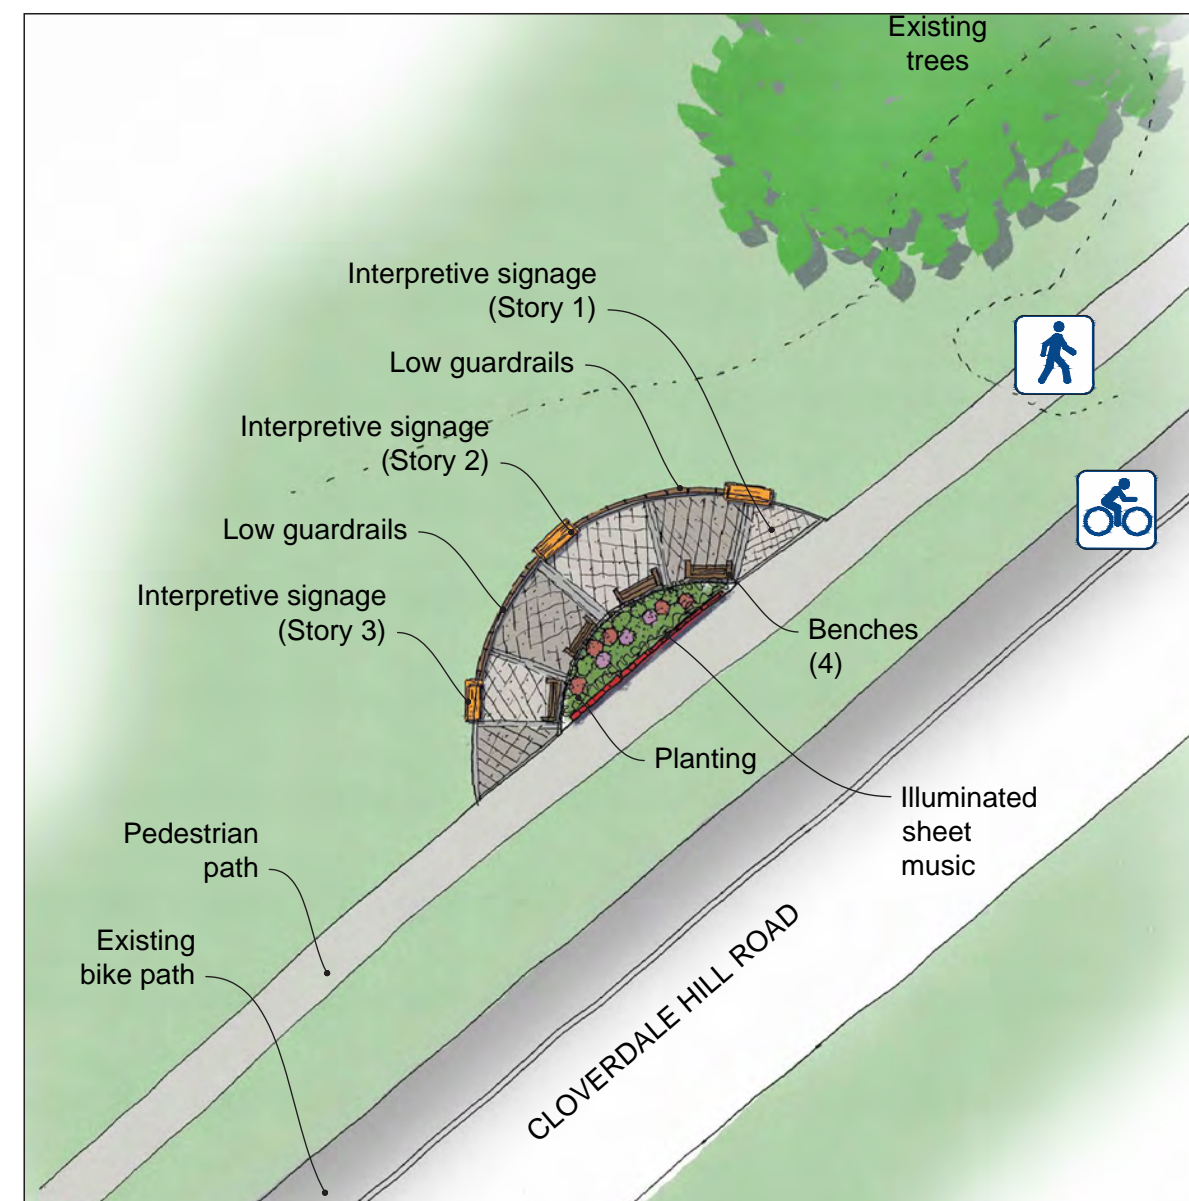 Existing
trees
Interpretive signage
(Story 1)
Low guardrails
Interpretive signage
(Story 2)
Low guardrails
Interpretive signage
(Story 3)
Benches
(4)
Planting
Illuminated
sheet
music
Pedestrian
path
Existing
bike path
CLOVERDALE HILL ROAD